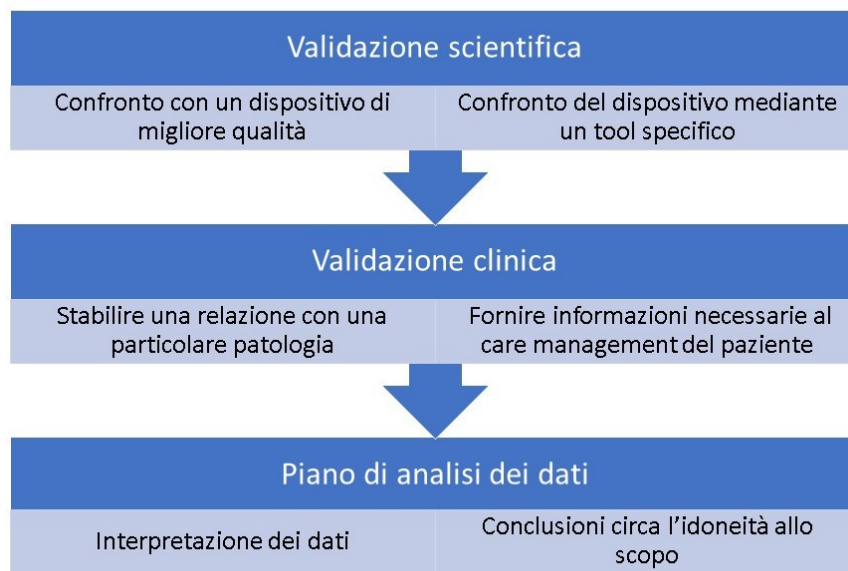 Validazione scientifica
Confronto con un dispositivo di
migliore qualità
Confronto del dispositivo mediante
un tool specifico
Validazione clinica
Stabilire una relazione con una
particolare patologia
Fornire informazioni necessarie al
care management del paziente
Piano di analisi dei dati
Interpretazione dei dati
Conclusioni circa l'idoneità allo
scopo